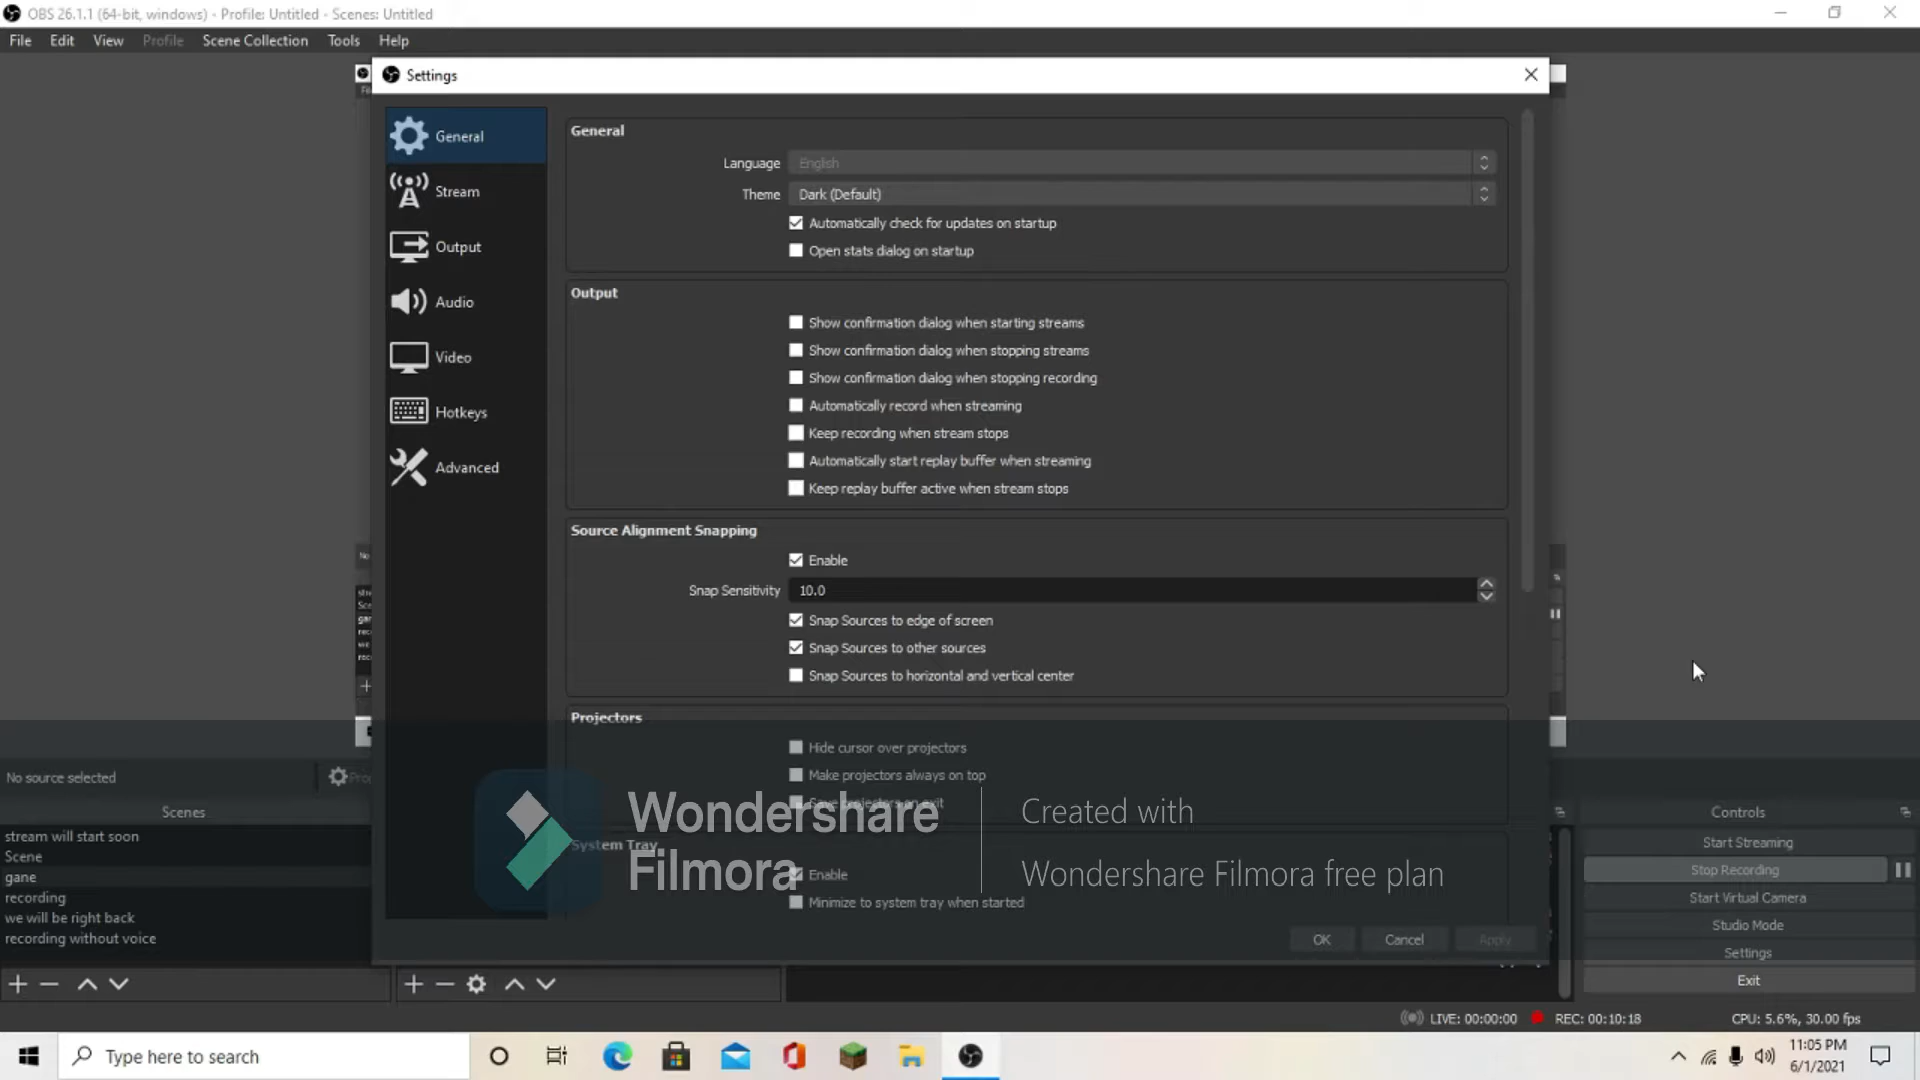 OBS 26.1.1 (64-bit, windows) - Profile: Untitled - Scenes: Untitled
File Edit View Profile Scene Collection Tools Help
Settings
General
Stream
Output
Audio
Video
Hotkeys
Advanced
General
Language English
Theme Dark (Default)
Automatically check for updates on startup
Open stats dialog on startup
Output
Show confirmation dialog when starting streams
Show confirmation dialog when stopping streams
Show confirmation dialog when stopping recording
Automatically record when streaming
Keep recording when stream stops
Automatically start replay buffer when streaming
Keep replay buffer active when stream stops
Source Alignment Snapping
Enable
Snap Sensitivity 10.0
Snap Sources to edge of screen
Snap Sources to other sources
Snap Sources to horizontal and vertical center
Projectors
Hide cursor over projectors
Make projectors always on top
Save projectors on exit
System Tray
Enable
Minimize to system tray when started
OK Cancel Apply
Wondershare
Filmora
Created with
Wondershare Filmora free plan
No source selected
Scenes
stream will start soon
Scene
gane
recording
we will be right back
recording without voice
Controls
Start Streaming
Stop Recording
Start Virtual Camera
Studio Mode
Settings
Exit
LIVE: 00:00:00 REC: 00:10:18 CPU: 5.6%, 30.00 fps
Type here to search
11:05 PM
6/1/2021